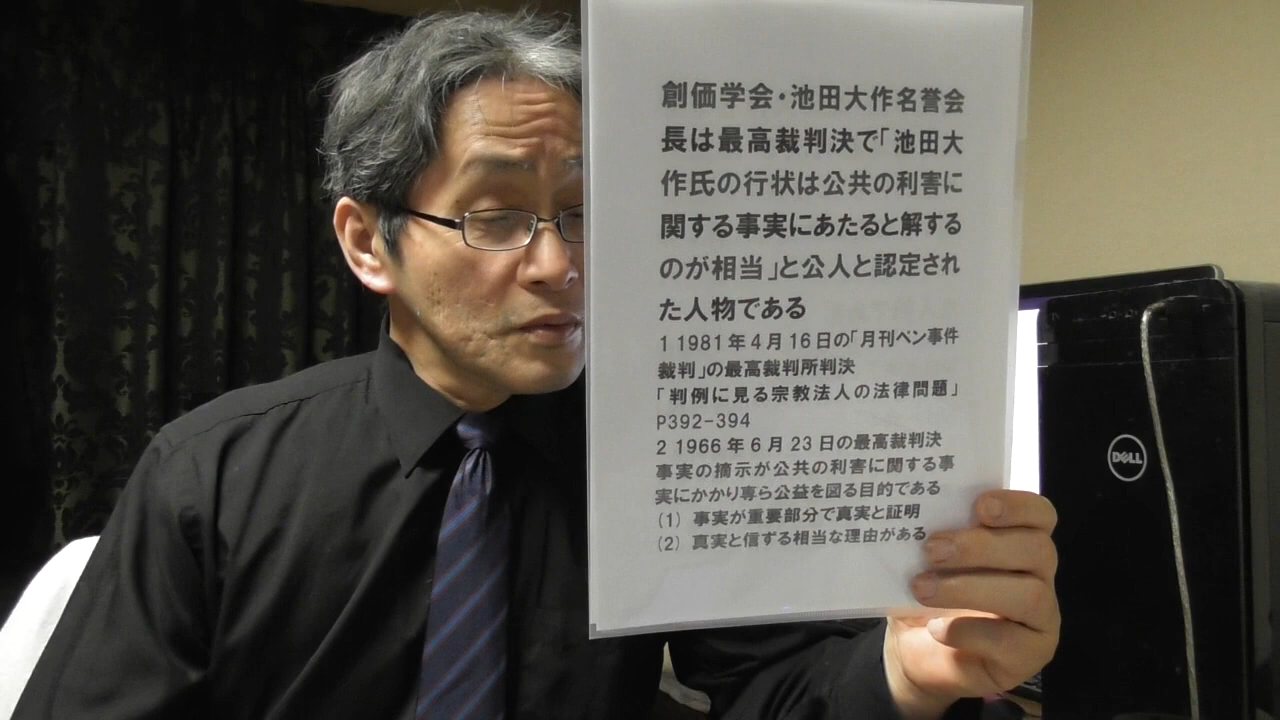 創価学会・池田大作名誉会
長は最高裁判決で「池田大
作氏の行状は公共の利害に
関する事実にあたると解する
のが相当」と公人と認定され
た人物である
1 1981年4月16日の「月刊ペン事件
裁判」の最高裁判所判決
「判例に見る宗教法人の法律問題」
P392-394
2 1966年6月23日の最高裁判決
事実の摘示が公共の利害に関する事
実にかかり専ら公益を図る目的である
(1) 事実が重要部分で真実と証明
(2) 真実と信ずる相当な理由がある
DELL